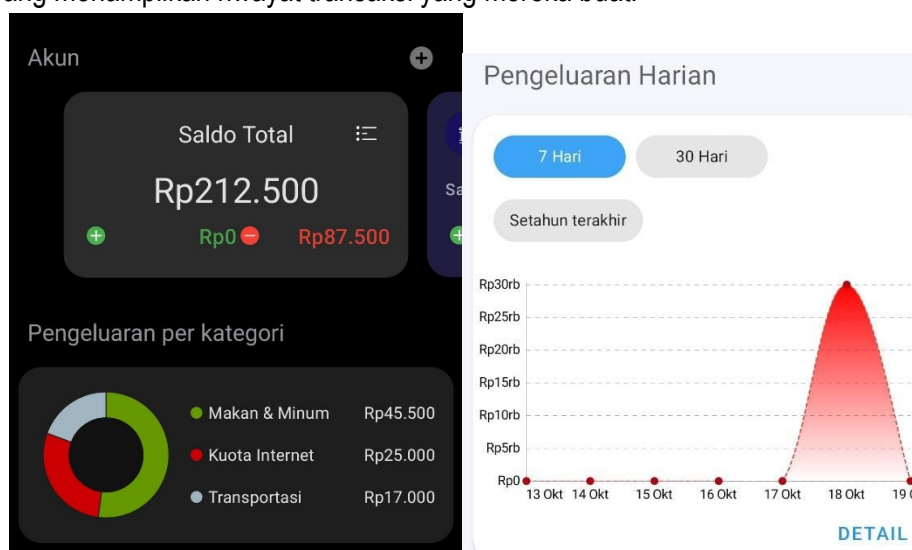 Akun
Saldo Total
Rp212.500
Rp0 Rp87.500
Pengeluaran per kategori
Makan & Minum Rp45.500
Kuota Internet Rp25.000
Transportasi Rp17.000
Pengeluaran Harian
7 Hari 30 Hari
Setahun terakhir
Rp30rb
Rp25rb
Rp20rb
Rp15rb
Rp10rb
Rp5rb
Rp0
13 Okt 14 Okt 15 Okt 16 Okt 17 Okt 18 Okt 19
DETAIL